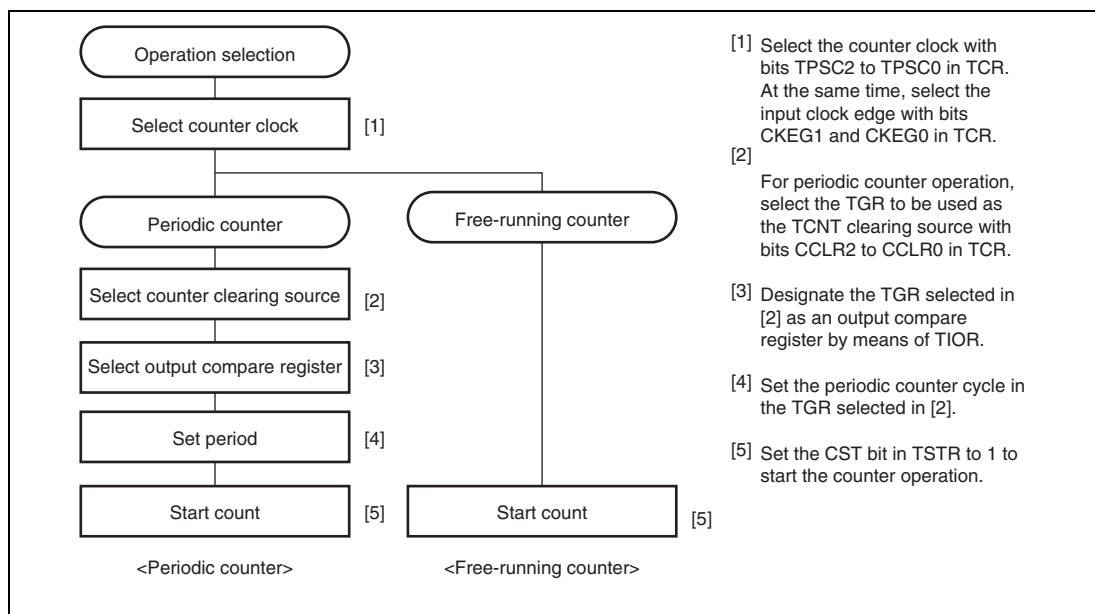 Operation selection
Select counter clock
[1]
Periodic counter
Free-running counter
Select counter clearing source
[2]
Select output compare register
[3]
Set period
[4]
Start count
[5]
Start count
[5]
<Periodic counter>
<Free-running counter>
[1] Select the counter clock with
bits TPSC2 to TPSC0 in TCR.
At the same time, select the
input clock edge with bits
CKEG1 and CKEG0 in TCR.
[2]
For periodic counter operation,
select the TGR to be used as
the TCNT clearing source with
bits CCLR2 to CCLR0 in TCR.
[3] Designate the TGR selected in
[2] as an output compare
register by means of TIOR.
[4] Set the periodic counter cycle in
the TGR selected in [2].
[5] Set the CST bit in TSTR to 1 to
start the counter operation.